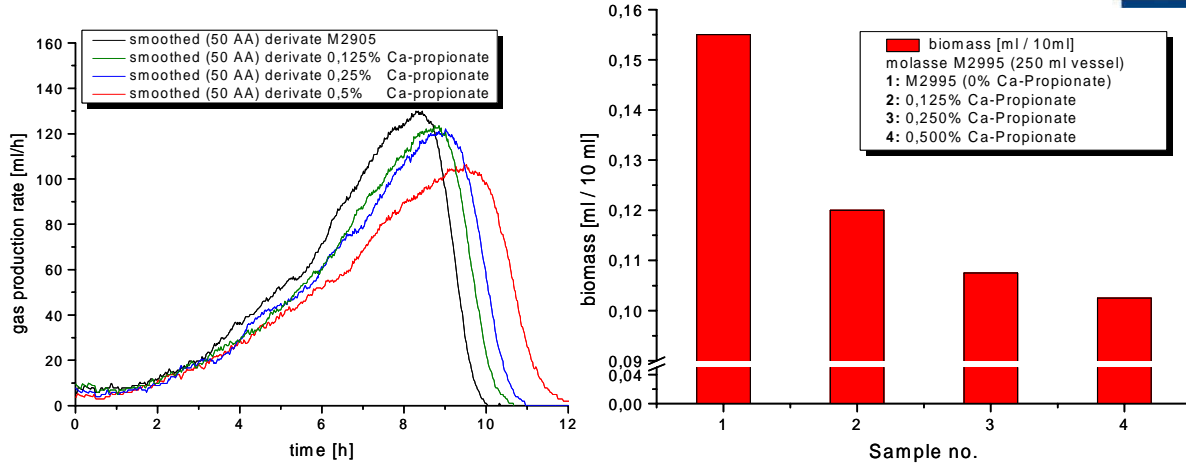 smoothed (50 AA) derivate M2905
smoothed (50 AA) derivate 0,125% Ca-propionate
smoothed (50 AA) derivate 0,25% Ca-propionate
smoothed (50 AA) derivate 0,5% Ca-propionate
160
140
120
100
80
60
40
20
0
gas production rate [ml/h]
0 2 4 6 8 10 12
time [h]
biomass [ml / 10ml]
molasse M2995 (250 ml vessel)
1: M2995 (0% Ca-Propionate)
2: 0,125% Ca-Propionate
3: 0,250% Ca-Propionate
4: 0,500% Ca-Propionate
0,16
0,15
0,14
0,13
0,12
0,11
0,10
0,09
0,04
0,00
biomass [ml / 10 ml]
1 2 3 4
Sample no.